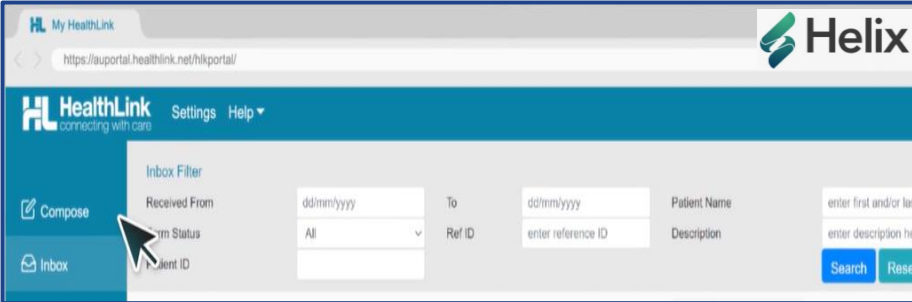 My HealthLink
Helix
https://auportal.healthlink.net/hlkportal/
HL HealthLink Settings Help
connecting with care
Inbox Filter
Received From dd/mm/yyyy To dd/mm/yyyy Patient Name enter first and/or las
Compose
Status All Ref ID enter reference ID Description enter description he
Inbox
ID
Search Rese